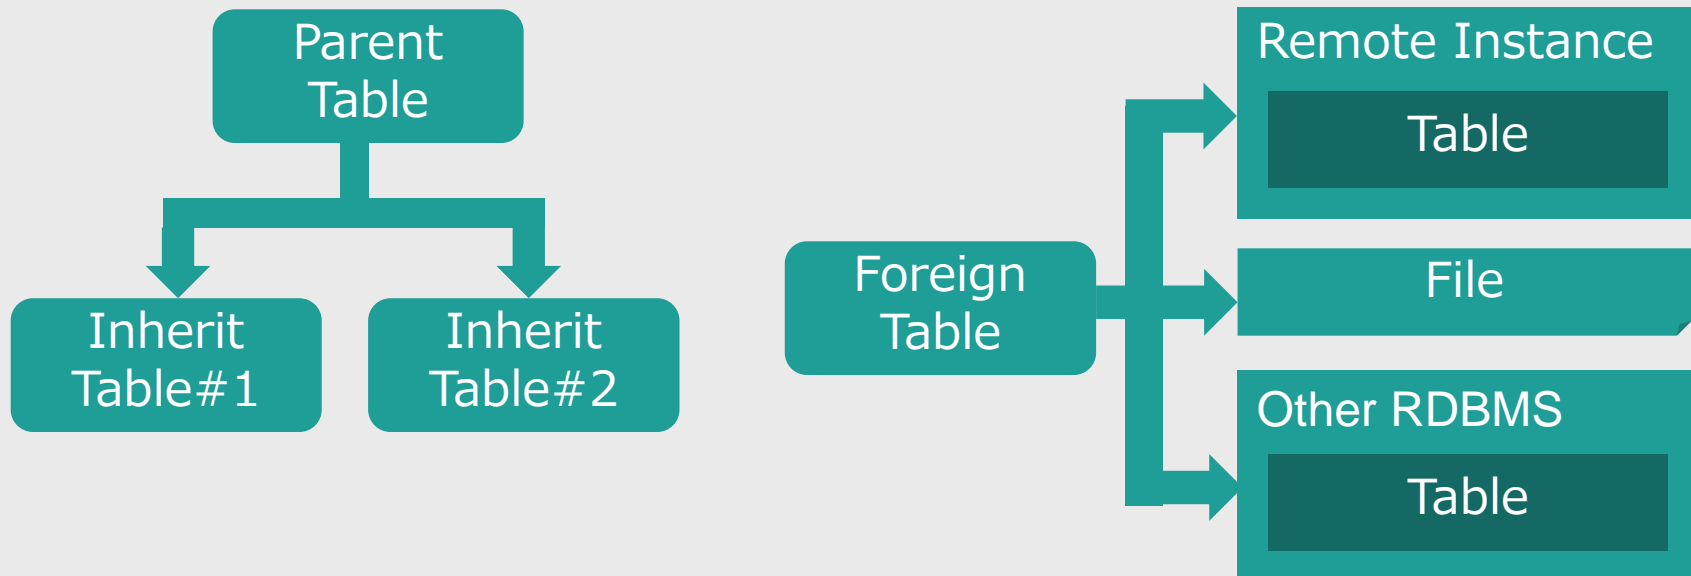 Parent
Table
Inherit
Table#1
Inherit
Table#2
Foreign
Table
Remote Instance
Table
File
Other RDBMS
Table